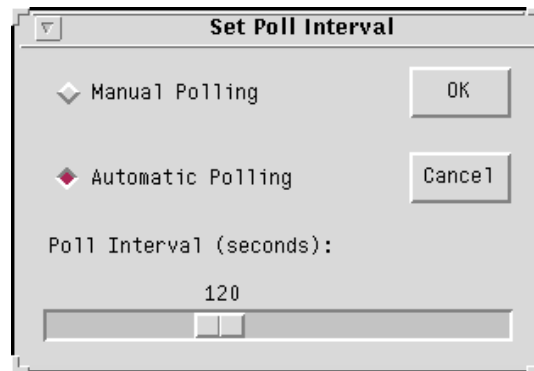 Set Poll Interval
Manual Polling
OK
Automatic Polling
Cancel
Poll Interval (seconds):
120